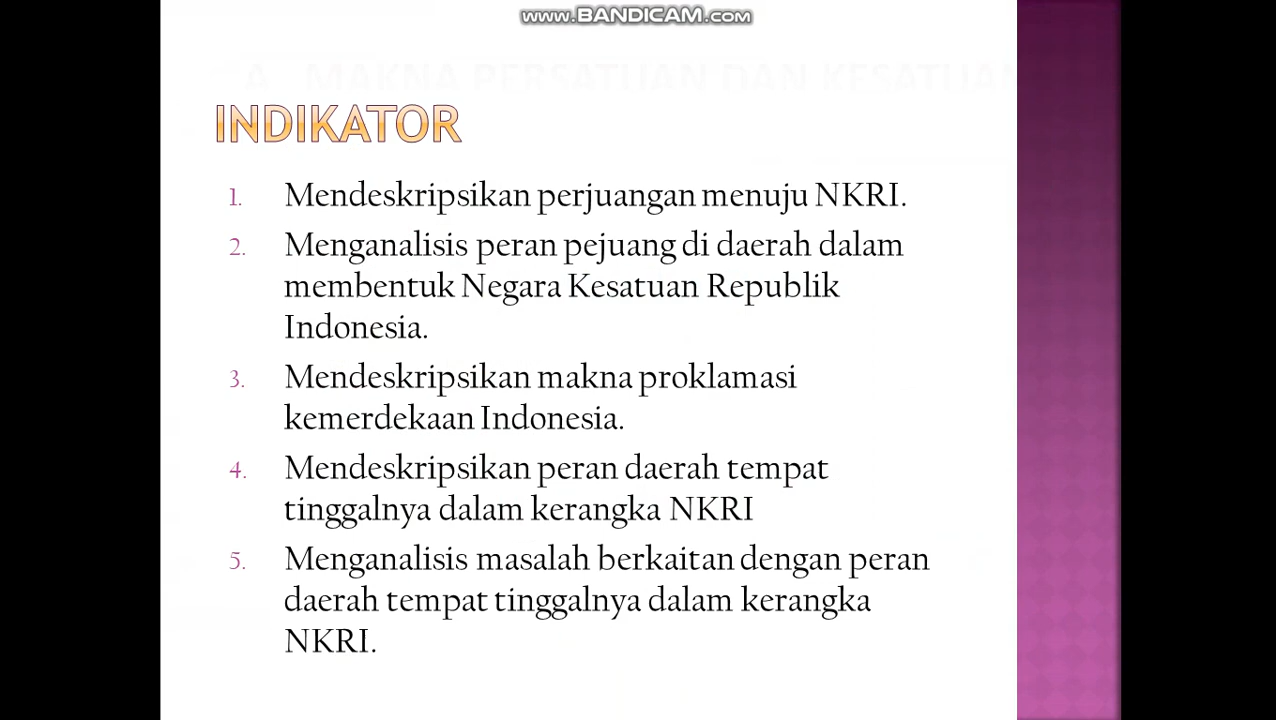 www.BANDICAM.com
A. MAKNA PERSATUAN DAN KESATUAN
INDIKATOR
1. Mendeskripsikan perjuangan menuju NKRI.
2. Menganalisis peran pejuang di daerah dalam
membentuk Negara Kesatuan Republik
Indonesia.
3. Mendeskripsikan makna proklamasi
kemerdekaan Indonesia.
4. Mendeskripsikan peran daerah tempat
tinggalnya dalam kerangka NKRI
5. Menganalisis masalah berkaitan dengan peran
daerah tempat tinggalnya dalam kerangka
NKRI.